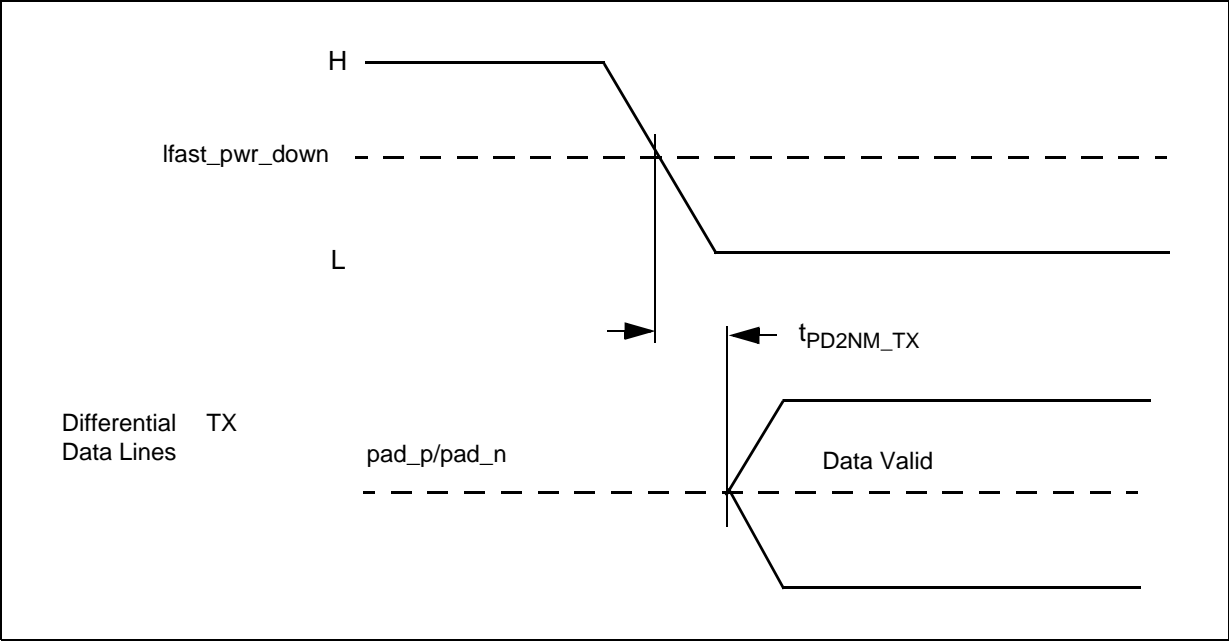 H
lfast_pwr_down
L
tPD2NM_TX
Differential TX
Data Lines
pad_p/pad_n
Data Valid